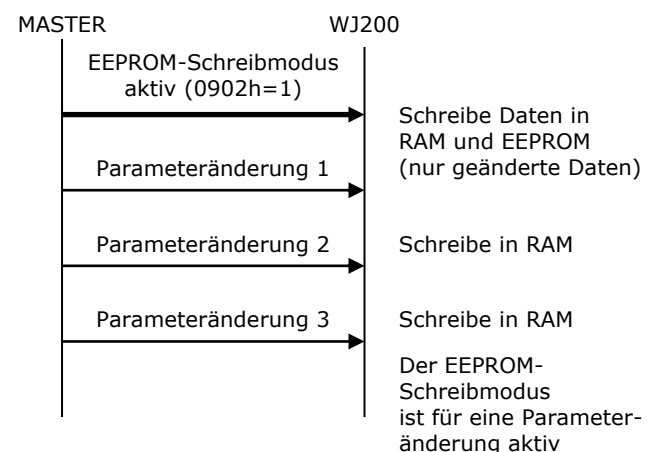 MASTER WJ200
EEPROM-Schreibmodus
aktiv (0902h=1)
Schreibe Daten in
RAM und EEPROM
(nur geänderte Daten)
Parameteränderung 1
Parameteränderung 2 Schreibe in RAM
Parameteränderung 3 Schreibe in RAM
Der EEPROM-
Schreibmodus
ist für eine Parameter-
änderung aktiv